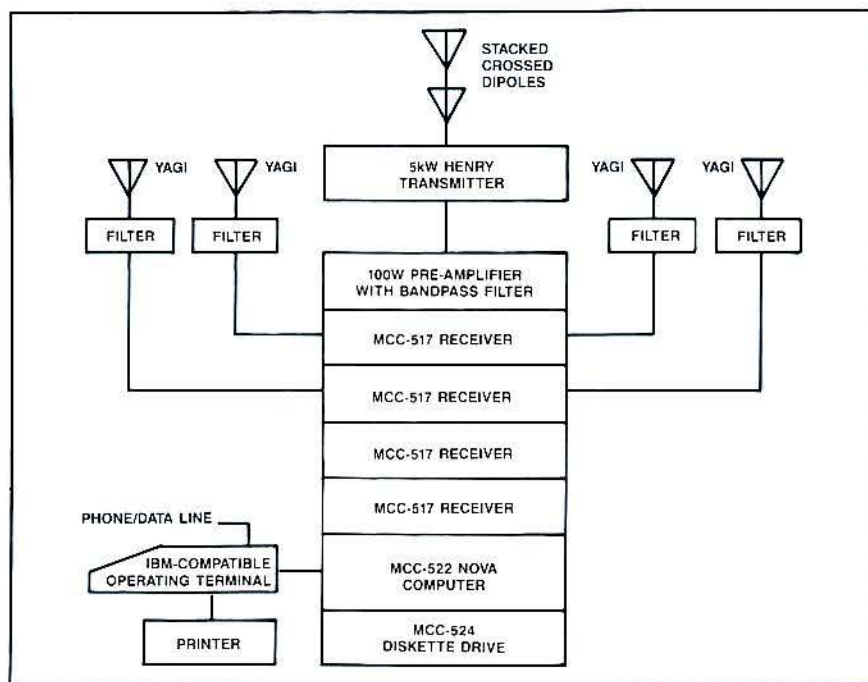 STACKED
CROSSED
DIPOLES
5kW HENRY
TRANSMITTER
YAGI
YAGI
YAGI
YAGI
FILTER
FILTER
FILTER
FILTER
100W PRE-AMPLIFIER
WITH BANDPASS FILTER
MCC-517 RECEIVER
MCC-517 RECEIVER
MCC-517 RECEIVER
MCC-517 RECEIVER
PHONE/DATA LINE
IBM-COMPATIBLE
OPERATING TERMINAL
MCC-522 NOVA
COMPUTER
PRINTER
MCC-524
DISKETTE DRIVE